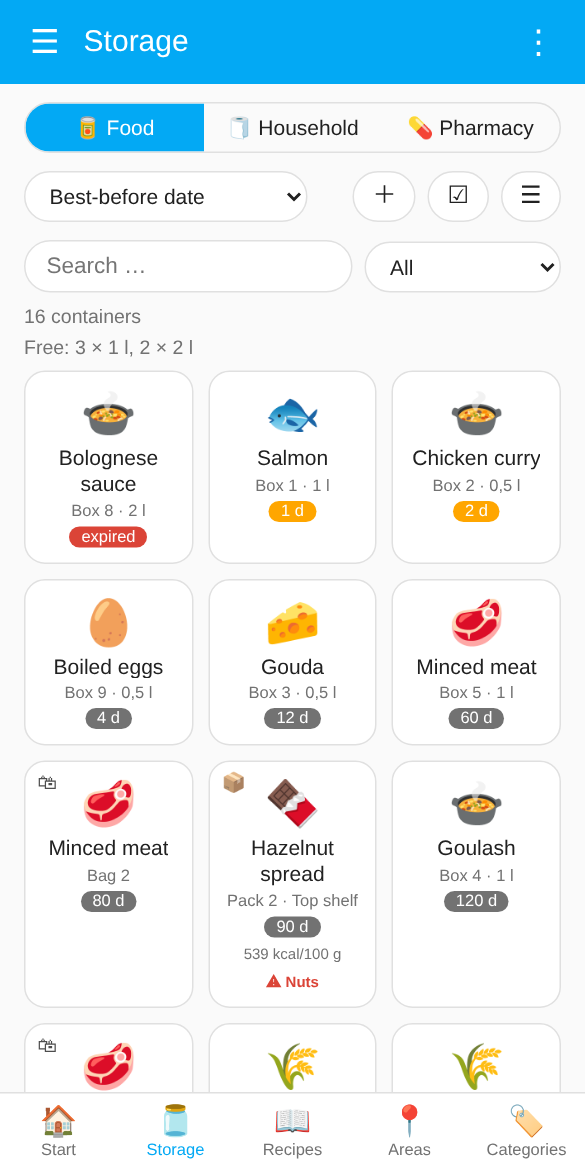 Storage
Food
Household
Pharmacy
Best-before date
Search …
All
16 containers
Free: 3 × 1 l, 2 × 2 l
Bolognese
sauce
Box 8 · 2 l
expired
Salmon
Box 1 · 1 l
1 d
Chicken curry
Box 2 · 0,5 l
2 d
Boiled eggs
Box 9 · 0,5 l
4 d
Gouda
Box 3 · 0,5 l
12 d
Minced meat
Box 5 · 1 l
60 d
Minced meat
Bag 2
80 d
Hazelnut
spread
Pack 2 · Top shelf
90 d
539 kcal/100 g
Nuts
Goulash
Box 4 · 1 l
120 d
Start
Storage
Recipes
Areas
Categories